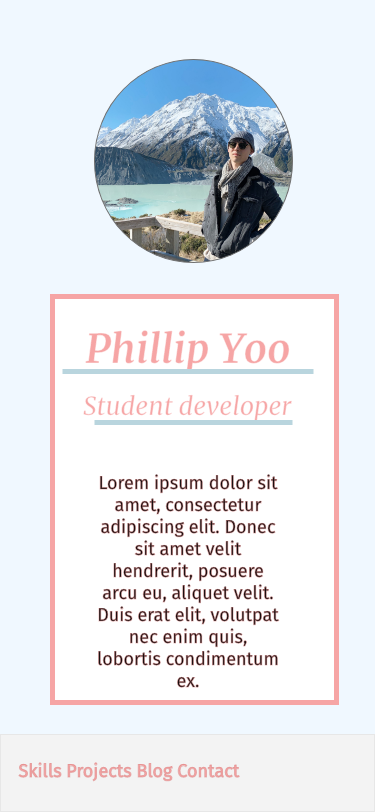 Phillip Yoo
Student developer
Lorem ipsum dolor sit
amet, consectetur
adipiscing elit. Donec
sit amet velit
hendrerit, posuere
arcu eu, aliquet velit.
Duis erat elit, volutpat
nec enim quis,
lobortis condimentum
ex.
Skills Projects Blog Contact